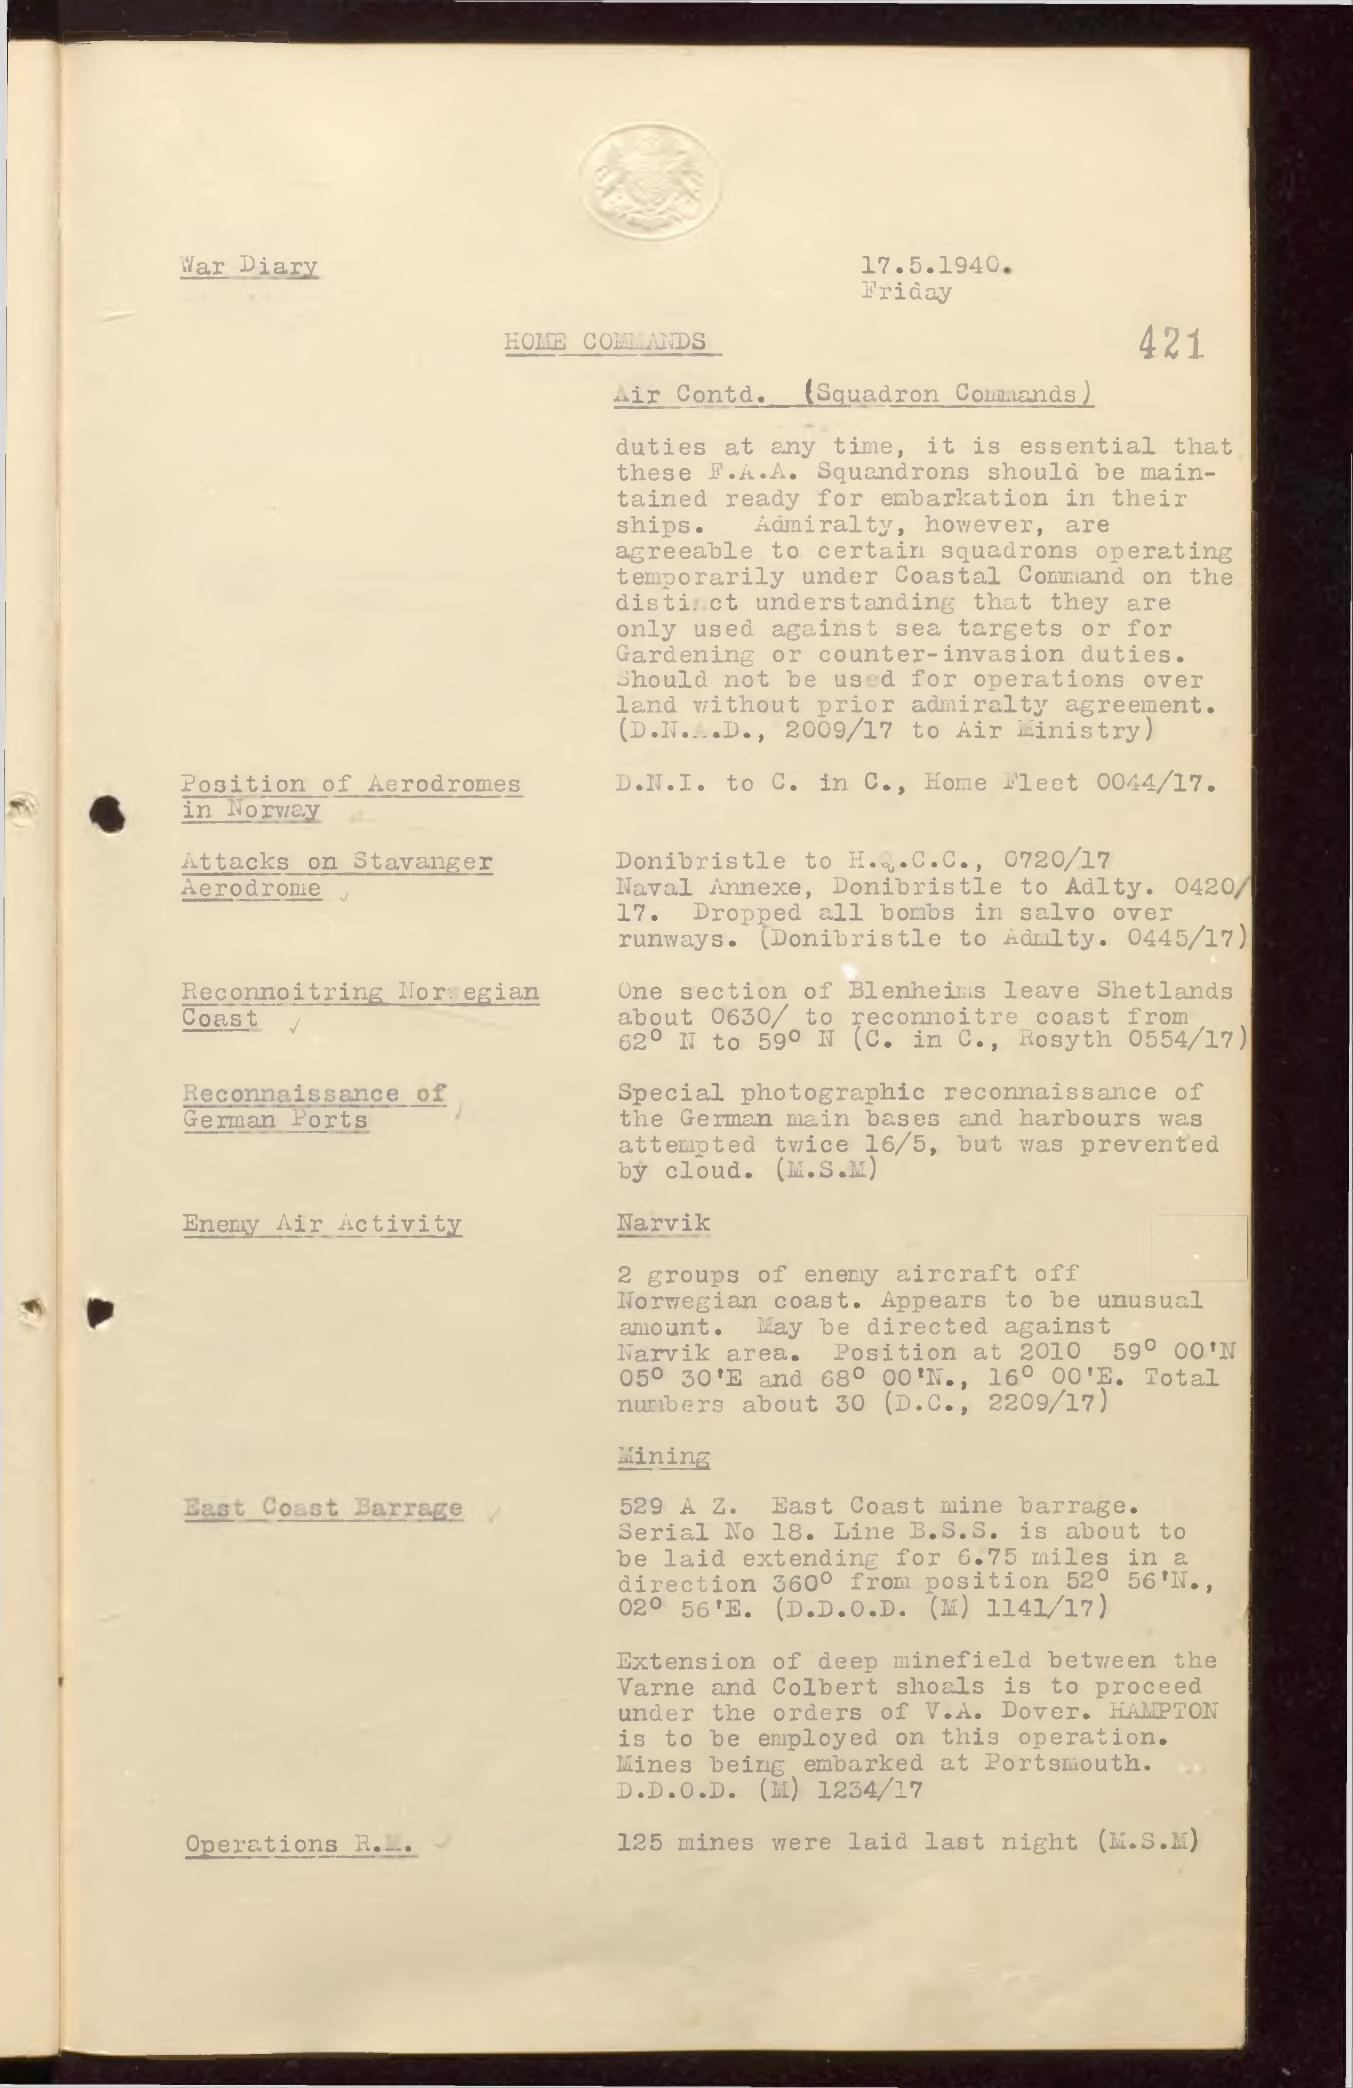 War Diary
17.5.1940.
Friday
HOME COMMANDS
421
Air Contd. (Squadron Commands)
duties at any time, it is essential that
these F.A.A. Squandrons should be main-
tained ready for embarkation in their
ships. Admiralty, however, are
agreeable to certain squadrons operating
temporarily under Coastal Command on the
distinct understanding that they are
only used against sea targets or for
Gardening or counter-invasion duties.
Should not be used for operations over
land without prior admiralty agreement.
(D.N.A.D., 2009/17 to Air Ministry)
Position of Aerodromes
in Norway
D.N.I. to C. in C., Home Fleet 0044/17.
Attacks on Stavanger
Aerodrome
Donibristle to H.Q.C.C., 0720/17
Naval Annexe, Donibristle to Adlty. 0420/
17. Dropped all bombs in salvo over
runways. (Donibristle to Admlty. 0445/17)
Reconnoitring Norwegian
Coast
One section of Blenheims leave Shetlands
about 0630/ to reconnoitre coast from
62° N to 59° N (C. in C., Rosyth 0554/17)
Reconnaissance of
German Ports
Special photographic reconnaissance of
the German main bases and harbours was
attempted twice 16/5, but was prevented
by cloud. (M.S.M)
Enemy Air Activity
Narvik
2 groups of enemy aircraft off
Norwegian coast. Appears to be unusual
amount. May be directed against
Narvik area. Position at 2010 59° 00'N
05° 30'E and 68° 00'N., 16° 00'E. Total
numbers about 30 (D.C., 2209/17)
Mining
East Coast Barrage
529 A Z. East Coast mine barrage.
Serial No 18. Line B.S.S. is about to
be laid extending for 6.75 miles in a
direction 360° from position 52° 56'N.,
02° 56'E. (D.D.O.D. (M) 1141/17)
Extension of deep minefield between the
Varne and Colbert shoals is to proceed
under the orders of V.A. Dover. HAMPTON
is to be employed on this operation.
Mines being embarked at Portsmouth.
D.D.O.D. (M) 1234/17
Operations R.M.
125 mines were laid last night (M.S.M)